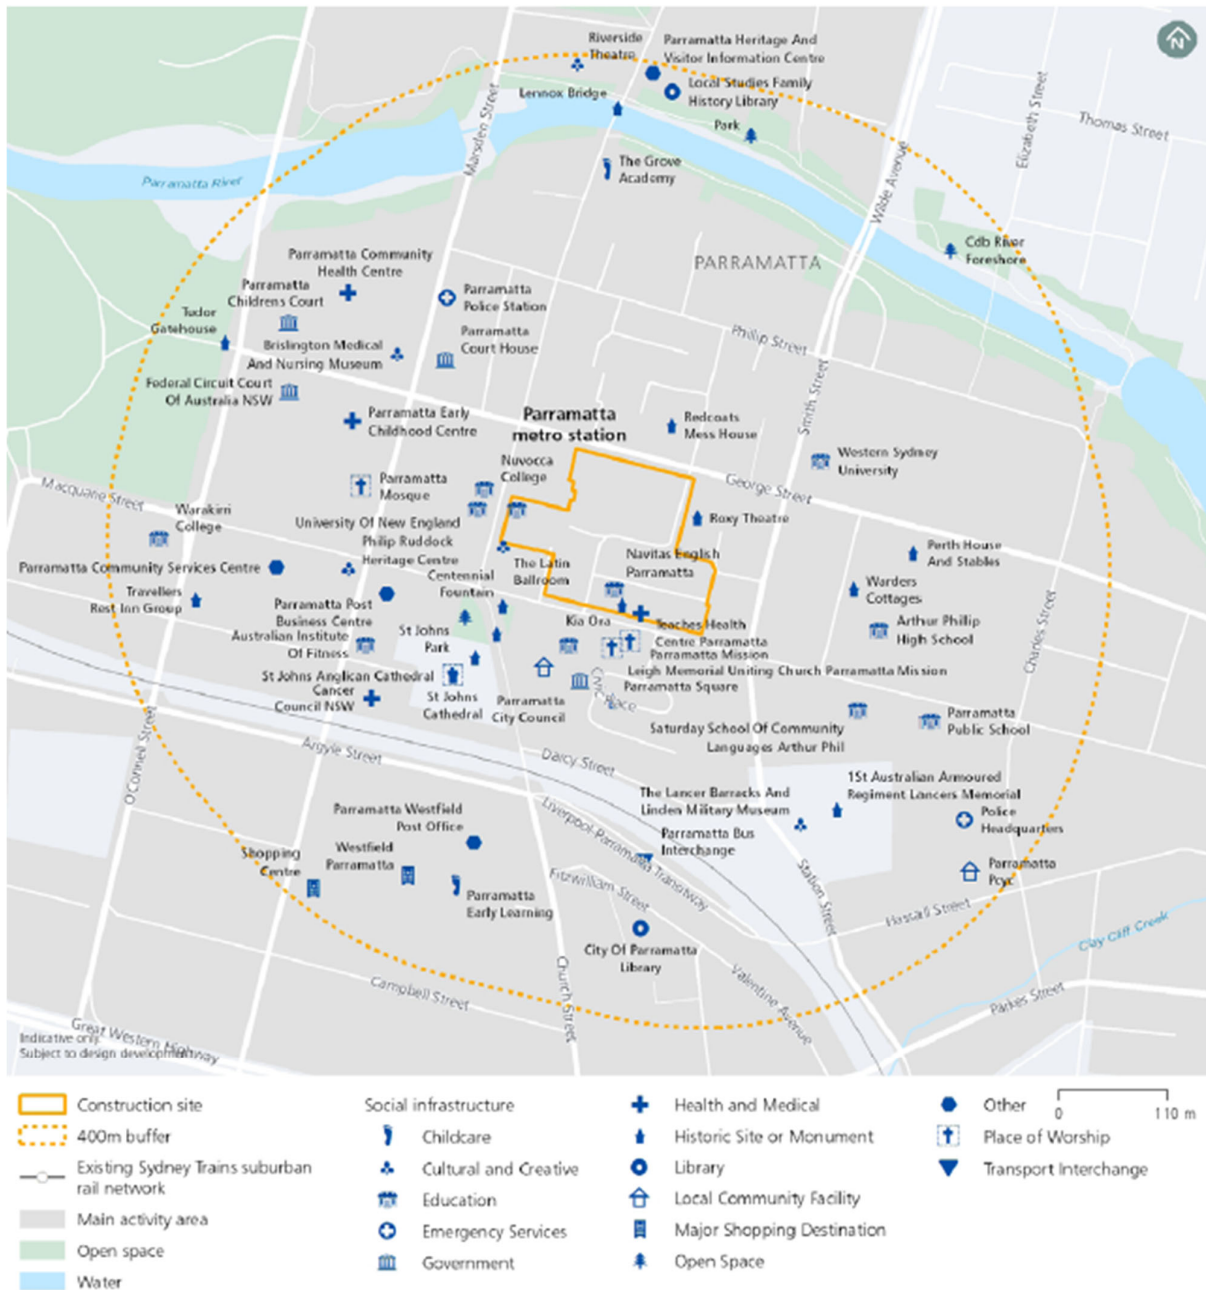 N
Riverside
Theatre
Parramatta Heritage And
Visitor Information Centre
Local Studies Family
History Library
Lennox Bridge
Park
Marsden Street
Elizabeth Street
Thomas Street
The Grove
Academy
Parramatta River
Wilde Avenue
Cdb River
Foreshore
PARRAMATTA
Parramatta Community
Health Centre
Parramatta
Childrens Court
Parramatta
Police Station
Tudor
Gatehouse
Parramatta
Court House
Phillip Street
Brislington Medical
And Nursing Museum
Federal Circuit Court
Of Australia NSW
Smith Street
Parramatta Early
Childhood Centre
Parramatta
metro station
Redcoats
Mess House
Western Sydney
University
Nuvocca
College
Parramatta
Mosque
George Street
Macquarie Street
Warakirri
College
University Of New England
Roxy Theatre
Philip Ruddock
Heritage Centre
Perth House
And Stables
Navitas English
Parramatta
The Latin
Ballroom
Parramatta Community Services Centre
Centennial
Fountain
Warders
Cottages
Travellers
Rest Inn Group
Parramatta Post
Business Centre
Arthur Phillip
High School
Charles Street
Kia Ora
Teaches Health
Centre Parramatta
Australian Institute
Of Fitness
St Johns
Park
Parramatta Mission
Leigh Memorial Uniting Church Parramatta Mission
St Johns Anglican Cathedral
Cancer
Council NSW
St Johns
Cathedral
Parramatta
City Council
Civic Place
Parramatta Square
Parramatta
Public School
Saturday School Of Community
Languages Arthur Phil
O'Connell Street
Argyle Street
Darcy Street
1St Australian Armoured
Regiment Lancers Memorial
The Lancer Barracks And
Linden Military Museum
Police
Headquarters
Parramatta Westfield
Post Office
Liverpool-Parramatta Transitway
Parramatta Bus
Interchange
Shopping
Centre
Westfield
Parramatta
Parramatta
Pcyc
Station Street
Fitzwilliam Street
Parramatta
Early Learning
Hassall Street
City Of Parramatta
Library
Clay Cliff Creek
Church Street
Valentine Avenue
Campbell Street
Parkes Street
Great Western Highway
Indicative only.
Subject to design development
Construction site
400m buffer
Existing Sydney Trains suburban
rail network
Main activity area
Open space
Water
Social infrastructure
Childcare
Cultural and Creative
Education
Emergency Services
Government
Health and Medical
Historic Site or Monument
Library
Local Community Facility
Major Shopping Destination
Open Space
Other
Place of Worship
Transport Interchange
0 110 m